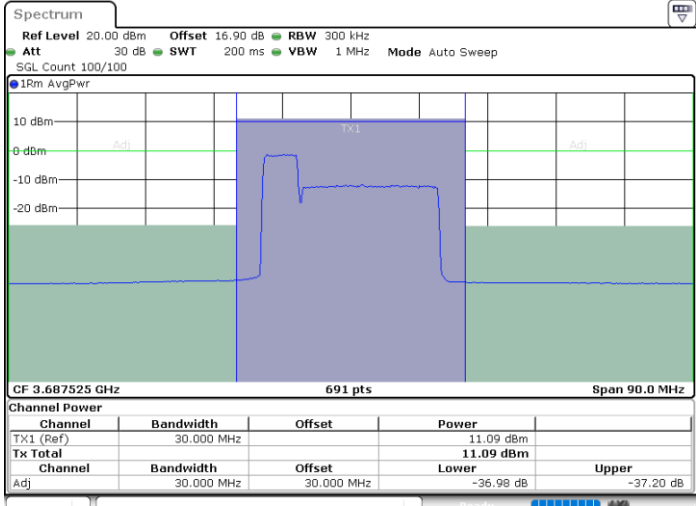 Spectrum
Ref Level 20.00 dBm Offset 16.90 dB RBW 300 kHz
Att 30 dB SWT 200 ms VBW 1 MHz Mode Auto Sweep
SGL Count 100/100
1Rm AvgPwr
10 dBm
TX1
Adj
Adj
0 dBm
-10 dBm
-20 dBm
CF 3.687525 GHz 691 pts Span 90.0 MHz
Channel Power
Channel Bandwidth Offset Power
TX1 (Ref) 30.000 MHz 11.09 dBm
Tx Total 11.09 dBm
Channel Bandwidth Offset Lower Upper
Adj 30.000 MHz 30.000 MHz -36.98 dB -37.20 dB